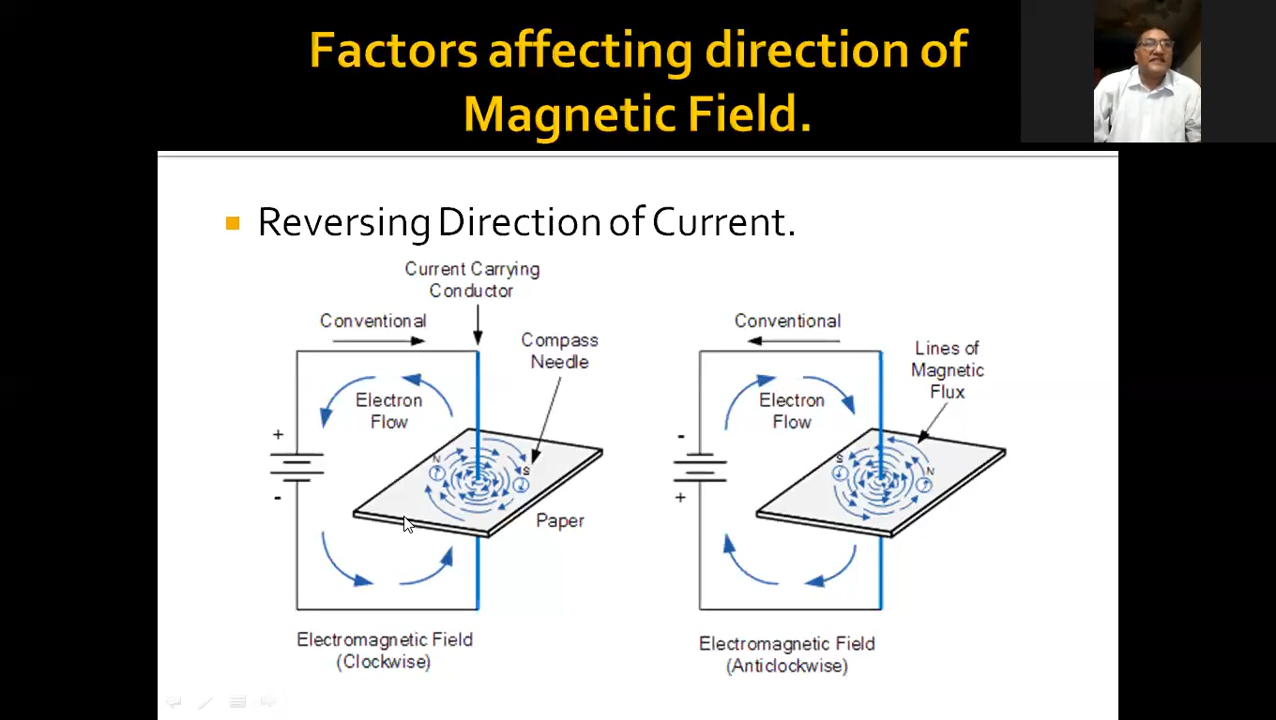 Factors affecting direction of
Magnetic Field.
Reversing Direction of Current.
Current Carrying
Conductor
Conventional
Compass
Needle
Electron
Flow
+
-
N
S
Paper
Electromagnetic Field
(Clockwise)
Conventional
Lines of
Magnetic
Flux
Electron
Flow
-
+
S
N
Electromagnetic Field
(Anticlockwise)